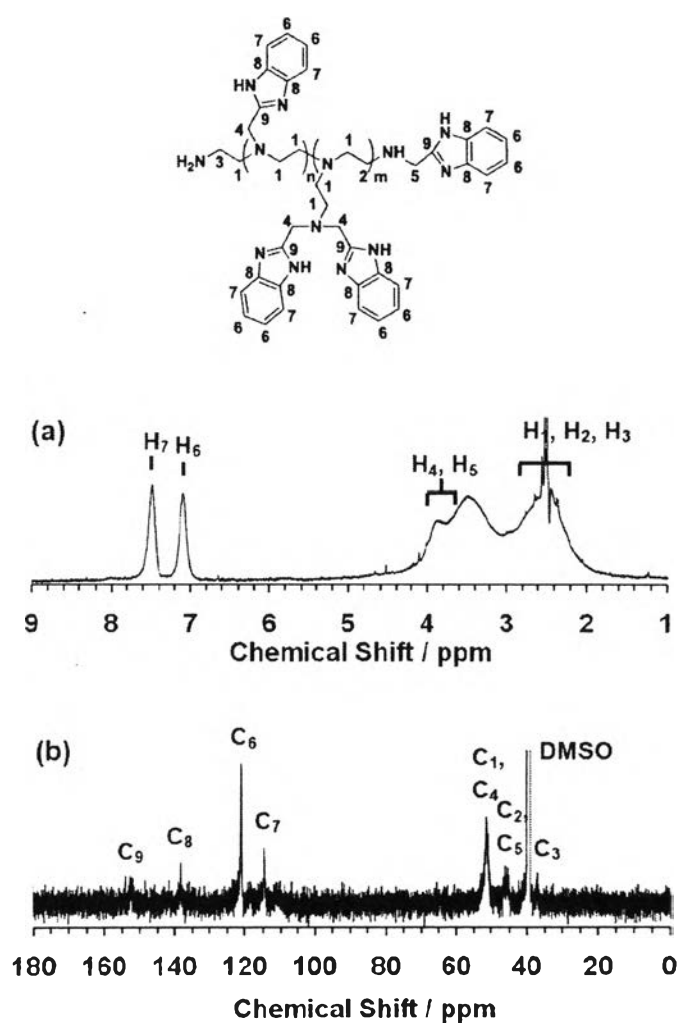 6
7 6
8 7
HN 8
N
9
4
H₂N 3 1 ( N 1 1 ) n ( N 1 2 ) m NH 5
1
1
4 N 4
HN 8 7 6
9 N 8 7 6
N 9 9 NH
8 NH N 8
7 8 8 7
6 7 7 6
6 6
(a)
H₇ H₆
H₄, H₅
H₁, H₂, H₃
9 8 7 6 5 4 3 2 1
Chemical Shift / ppm
(b)
C₉ C₈ C₆ C₇
C₁, C₄
C₂, C₅
DMSO
C₃
180 160 140 120 100 80 60 40 20 0
Chemical Shift / ppm